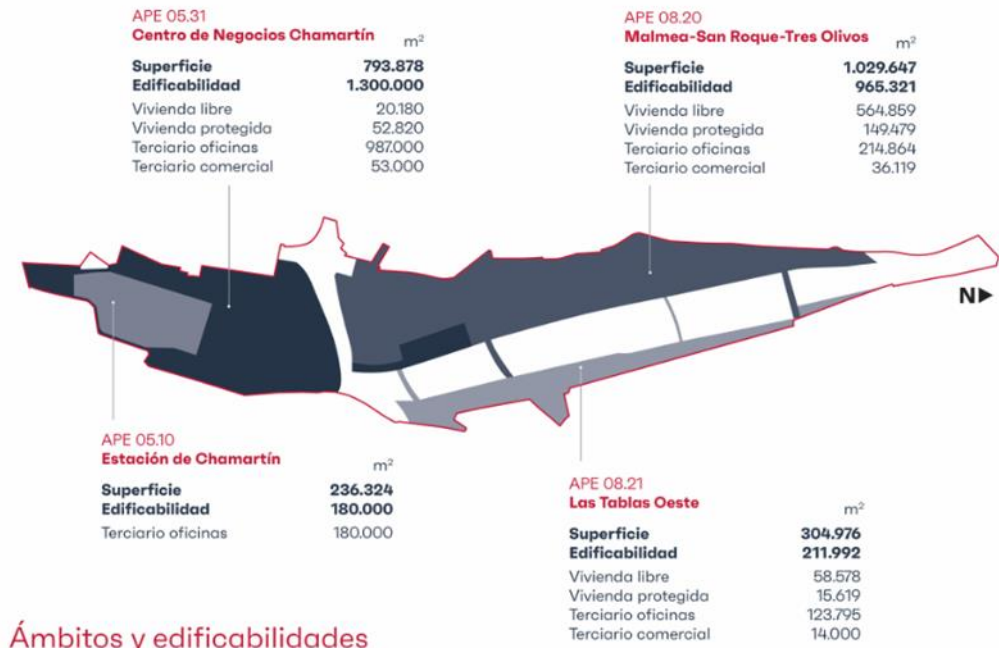 APE 05.31
Centro de Negocios Chamartín
m²
Superficie 793.878
Edificabilidad 1.300.000
Vivienda libre 20.180
Vivienda protegida 52.820
Terciario oficinas 987.000
Terciario comercial 53.000
APE 08.20
Malmea-San Roque-Tres Olivos
m²
Superficie 1.029.647
Edificabilidad 965.321
Vivienda libre 564.859
Vivienda protegida 149.479
Terciario oficinas 214.864
Terciario comercial 36.119
N
APE 05.10
Estación de Chamartín
m²
Superficie 236.324
Edificabilidad 180.000
Terciario oficinas 180.000
APE 08.21
Las Tablas Oeste
m²
Superficie 304.976
Edificabilidad 211.992
Vivienda libre 58.578
Vivienda protegida 15.619
Terciario oficinas 123.795
Terciario comercial 14.000
Ámbitos y edificabilidades